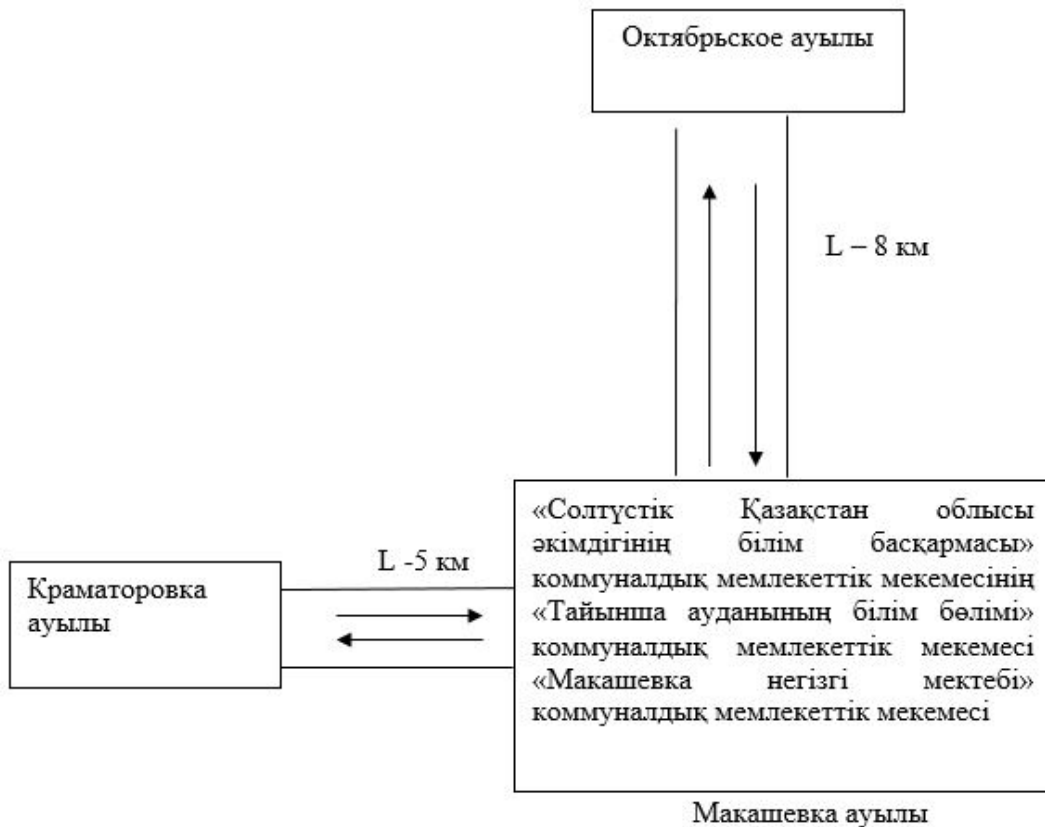 Октябрьское ауылы
L – 8 км
L -5 км
Краматоровка
ауылы
«Солтүстік Қазақстан облысы
әкімдігінің білім басқармасы»
коммуналдық мемлекеттік мекемесінің
«Тайынша ауданының білім бөлімі»
коммуналдық мемлекеттік мекемесі
«Макашевка негізгі мектебі»
коммуналдық мемлекеттік мекемесі
Макашевка ауылы